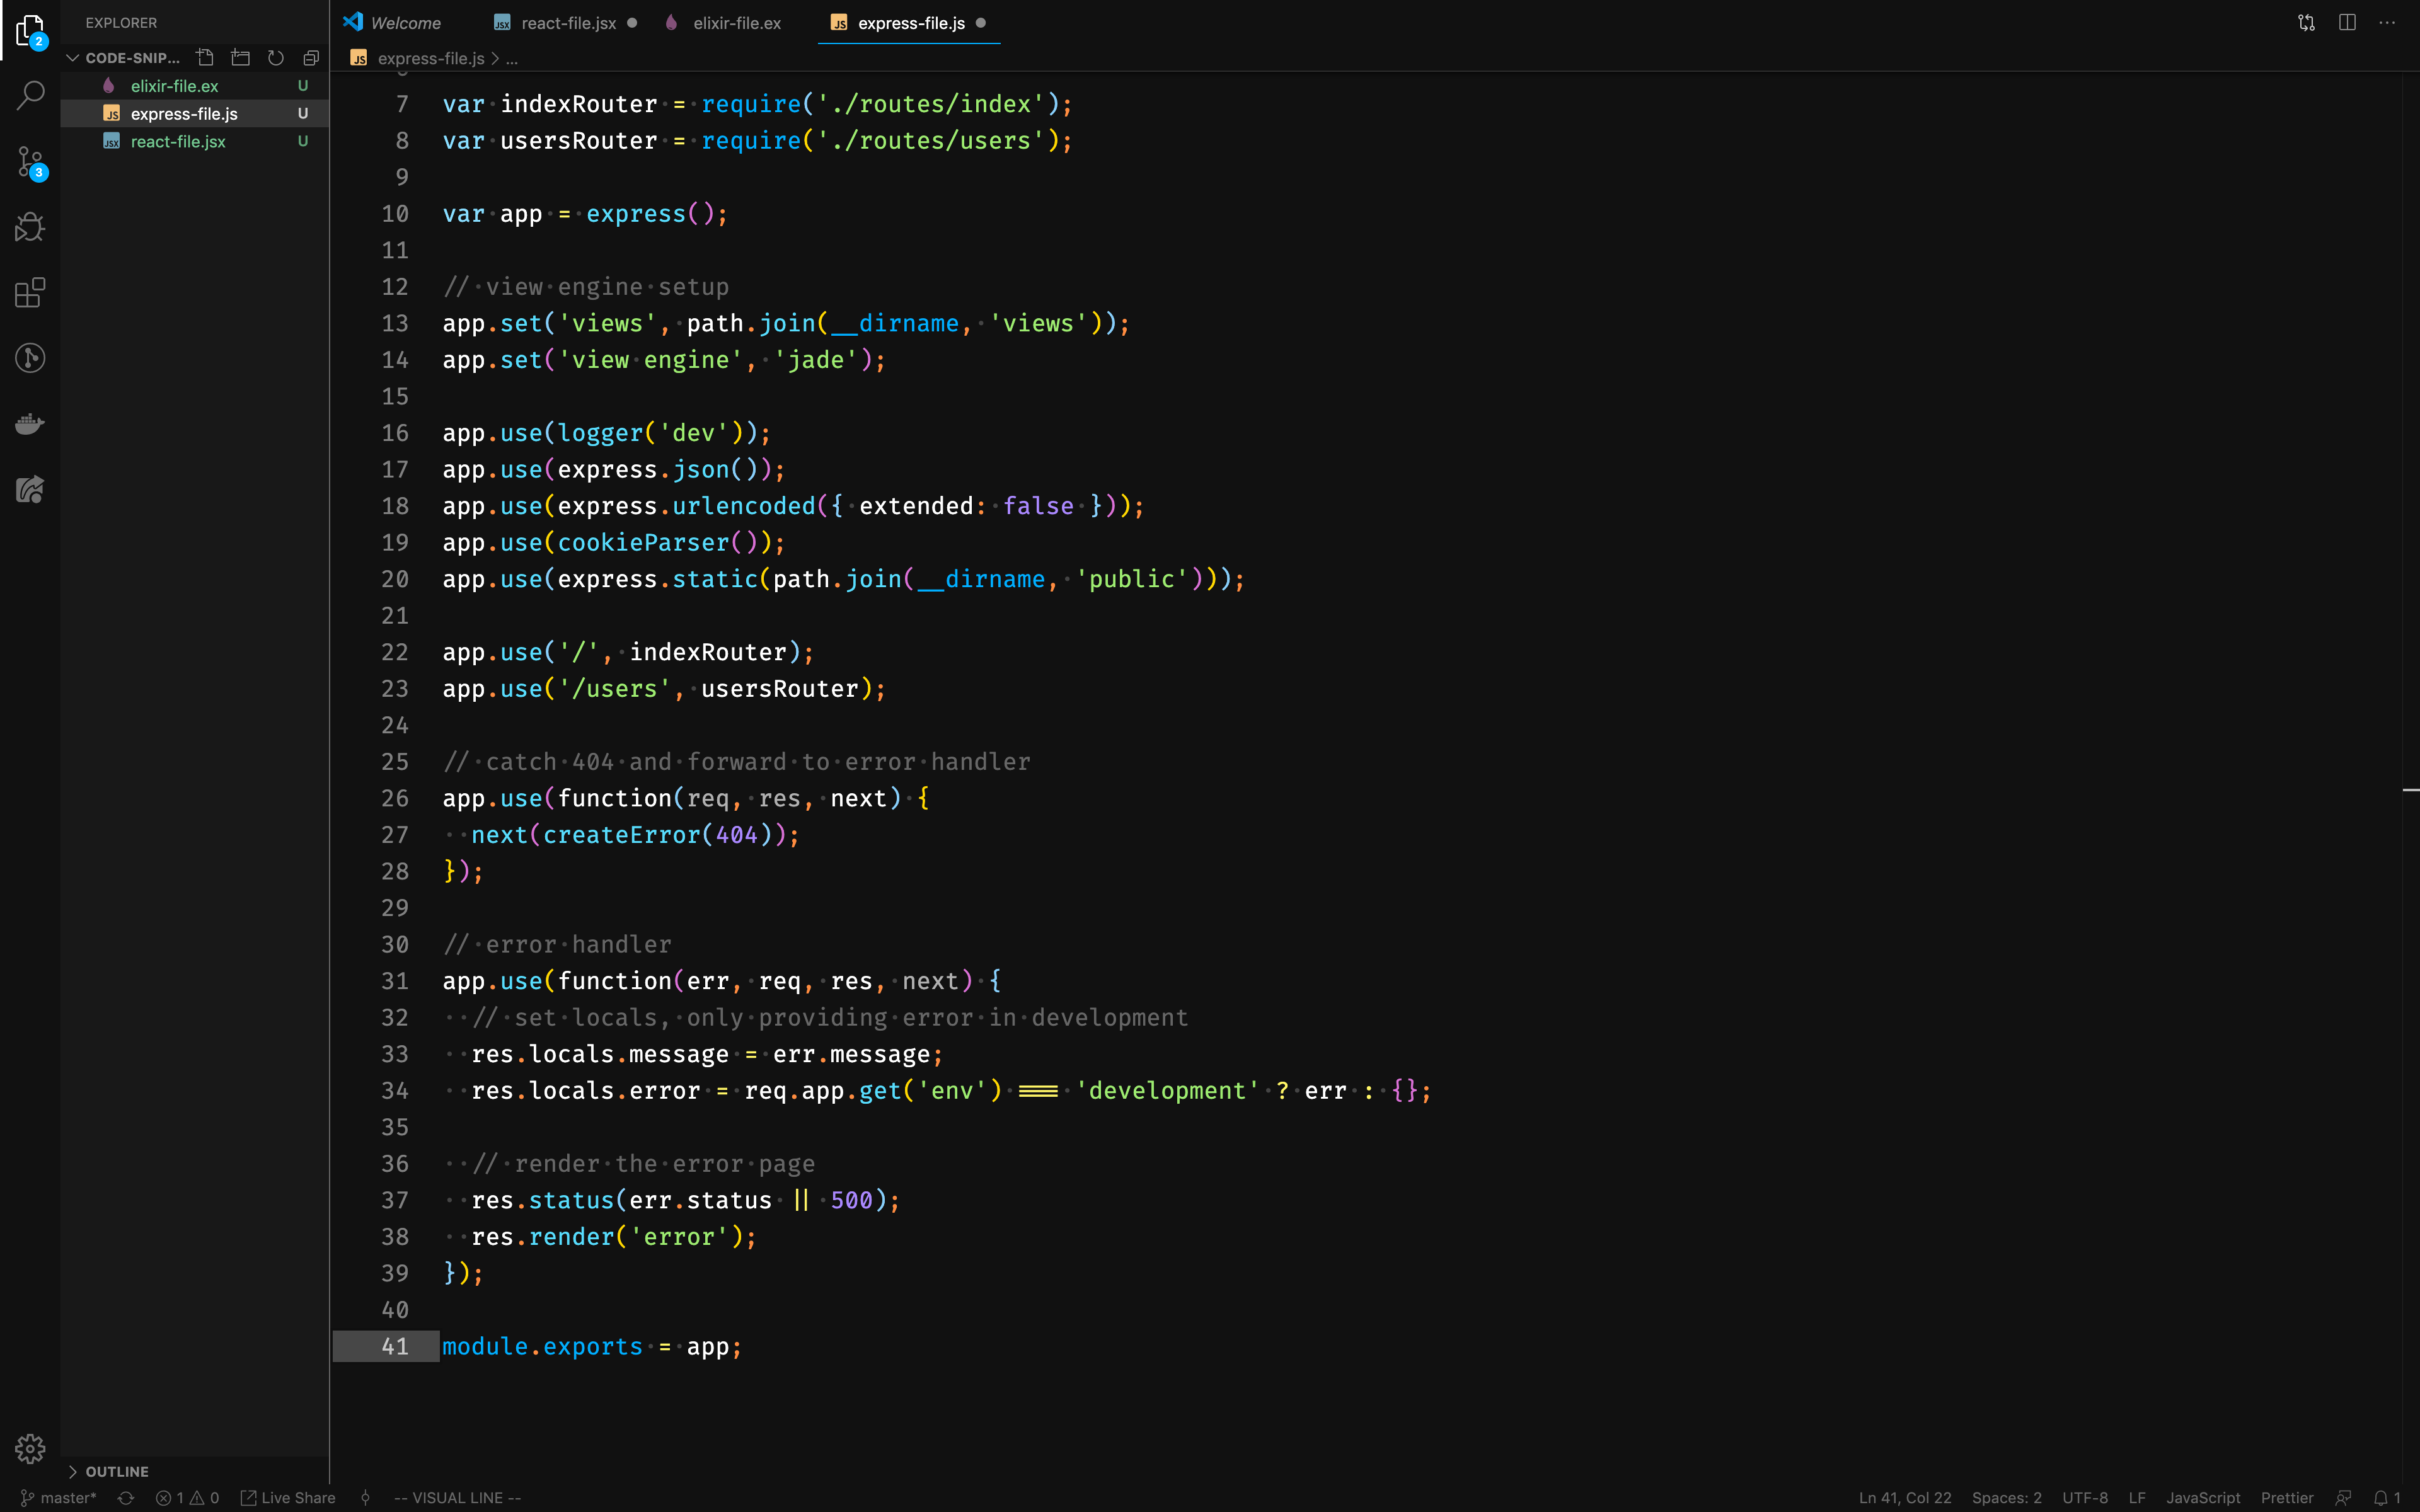 EXPLORER
Welcome
react-file.jsx
elixir-file.ex
express-file.js
CODE-SNIP...
express-file.js > ...
elixir-file.ex U
express-file.js U
react-file.jsx U
2
3
7 var indexRouter = require('./routes/index');
8 var usersRouter = require('./routes/users');
9
10 var app = express();
11
12 // view engine setup
13 app.set('views', path.join(__dirname, 'views'));
14 app.set('view engine', 'jade');
15
16 app.use(logger('dev'));
17 app.use(express.json());
18 app.use(express.urlencoded({ extended: false }));
19 app.use(cookieParser());
20 app.use(express.static(path.join(__dirname, 'public')));
21
22 app.use('/', indexRouter);
23 app.use('/users', usersRouter);
24
25 // catch 404 and forward to error handler
26 app.use(function(req, res, next) {
27   next(createError(404));
28 });
29
30 // error handler
31 app.use(function(err, req, res, next) {
32   // set locals, only providing error in development
33   res.locals.message = err.message;
34   res.locals.error = req.app.get('env') === 'development' ? err : {};
35
36   // render the error page
37   res.status(err.status || 500);
38   res.render('error');
39 });
40
41 module.exports = app;
OUTLINE
master* 1 0 Live Share -- VISUAL LINE -- Ln 41, Col 22 Spaces: 2 UTF-8 LF JavaScript Prettier 1